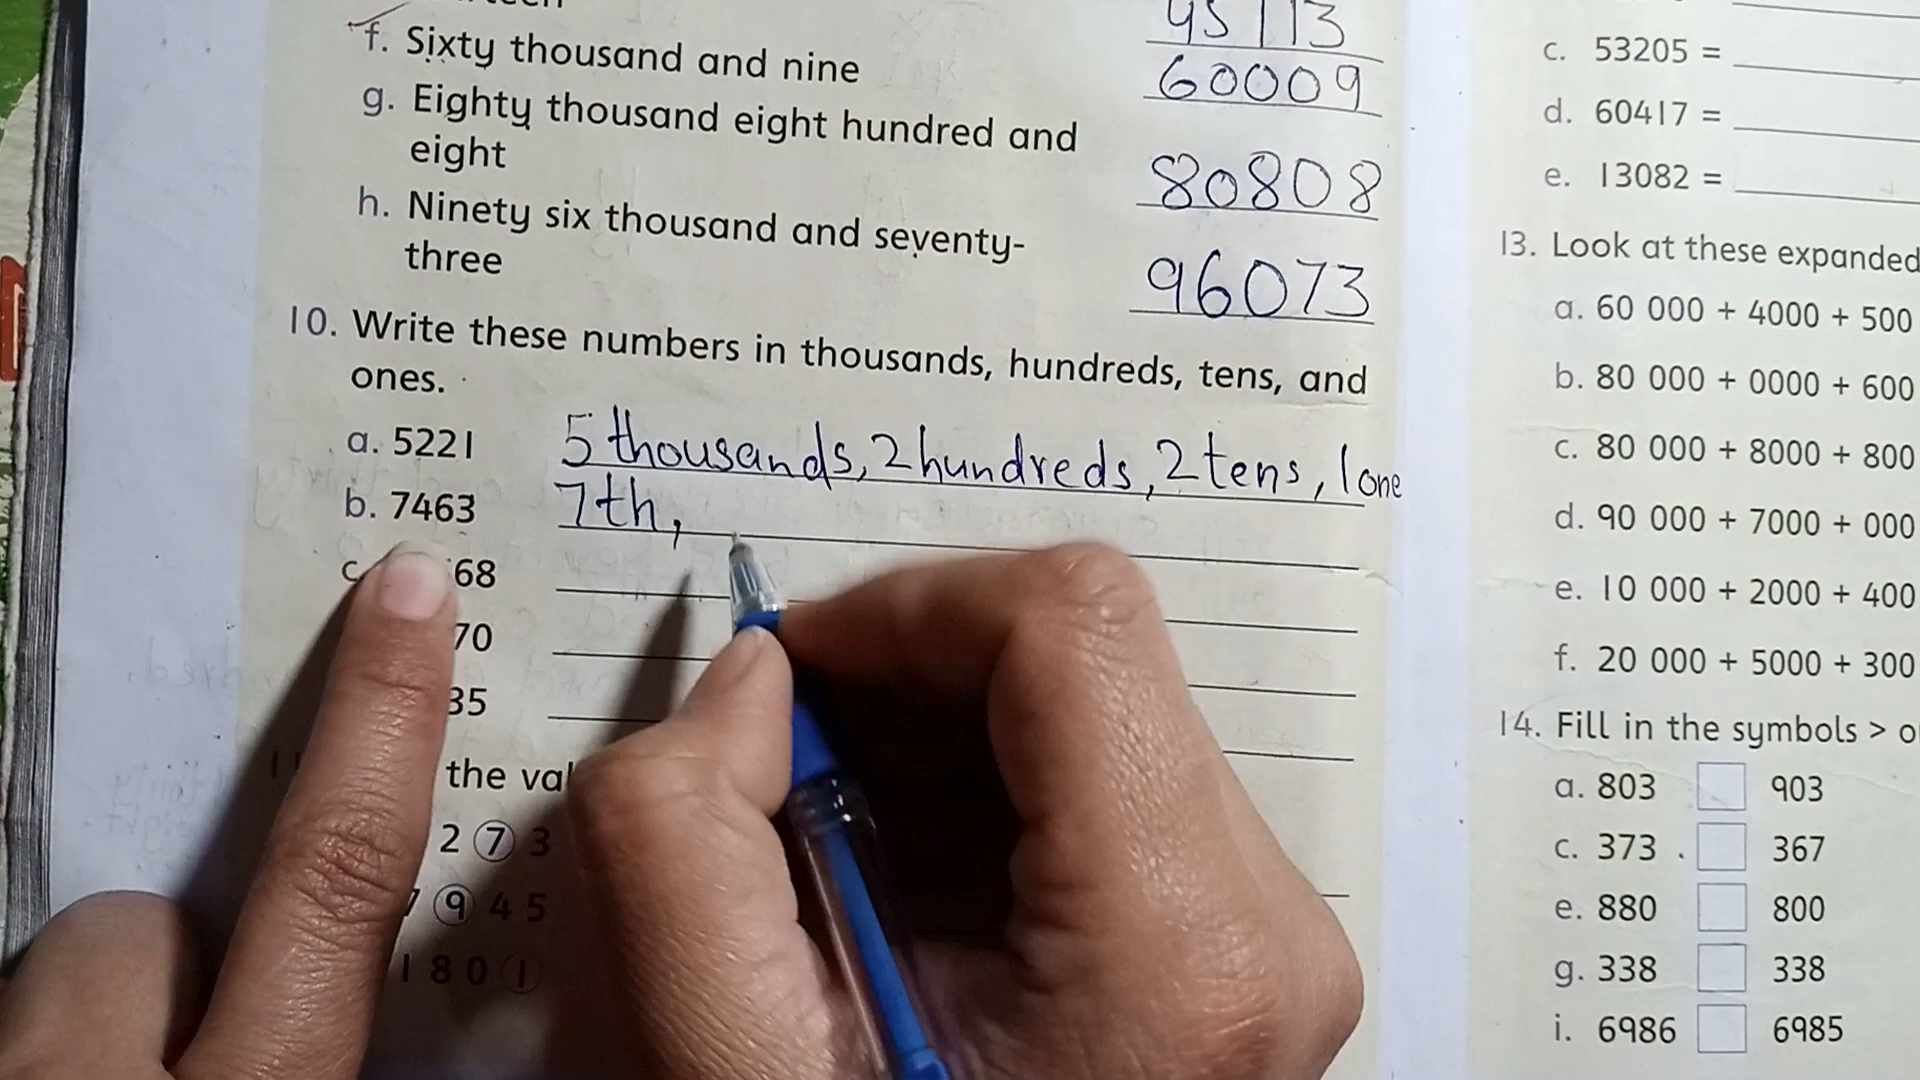 f. Sixty thousand and nine
60009
g. Eighty thousand eight hundred and
eight
80808
h. Ninety six thousand and seventy-
three
96073
10. Write these numbers in thousands, hundreds, tens, and
ones.
a. 5221 5 thousands, 2 hundreds, 2 tens, 1 one
b. 7463 7 th,
c. 68
70
35
the
2 7 3
9 4 5
1 8 0 1
c. 53205 =
d. 60417 =
e. 13082 =
13. Look at these expanded
a. 60 000 + 4000 + 500
b. 80 000 + 0000 + 600
c. 80 000 + 8000 + 800
d. 90 000 + 7000 + 000
e. 10 000 + 2000 + 400
f. 20 000 + 5000 + 300
14. Fill in the symbols >
a. 803 903
c. 373 367
e. 880 800
g. 338 338
i. 6986 6985